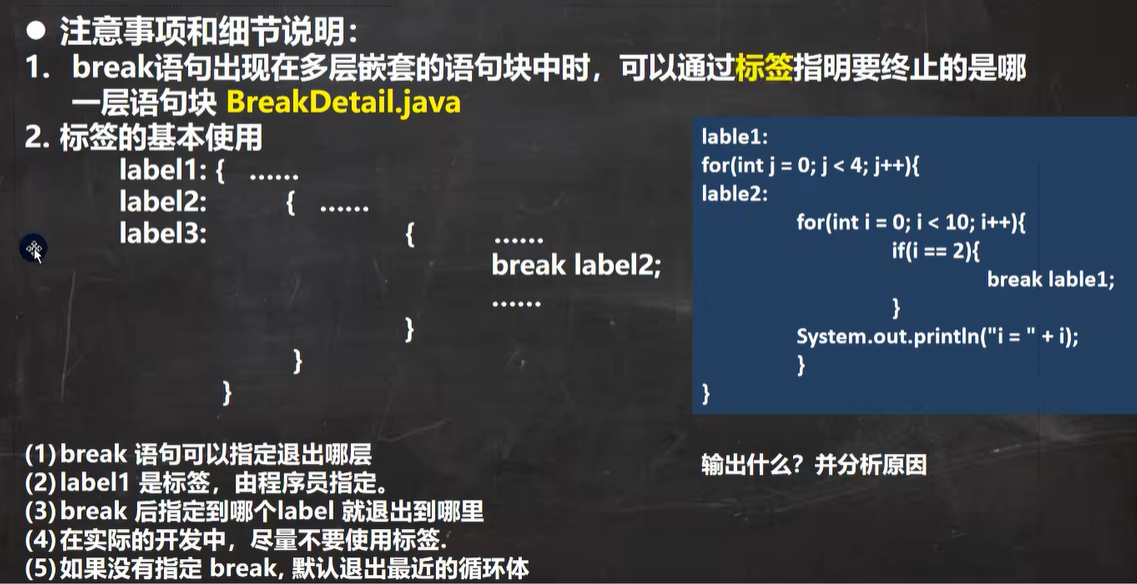 ● 注意事项和细节说明：
1. break语句出现在多层嵌套的语句块中时，可以通过标签指明要终止的是哪
一层语句块 BreakDetail.java
2. 标签的基本使用
label1: { ……
label2: { ……
label3: { ……
break label2;
……
}
}
}
(1)break 语句可以指定退出哪层
(2)label1 是标签，由程序员指定。
(3)break 后指定到哪个label 就退出到哪里
(4)在实际的开发中，尽量不要使用标签.
(5)如果没有指定 break, 默认退出最近的循环体
lable1:
for(int j = 0; j < 4; j++){
lable2:
for(int i = 0; i < 10; i++){
if(i == 2){
break lable1;
}
System.out.println("i = " + i);
}
}
输出什么？并分析原因